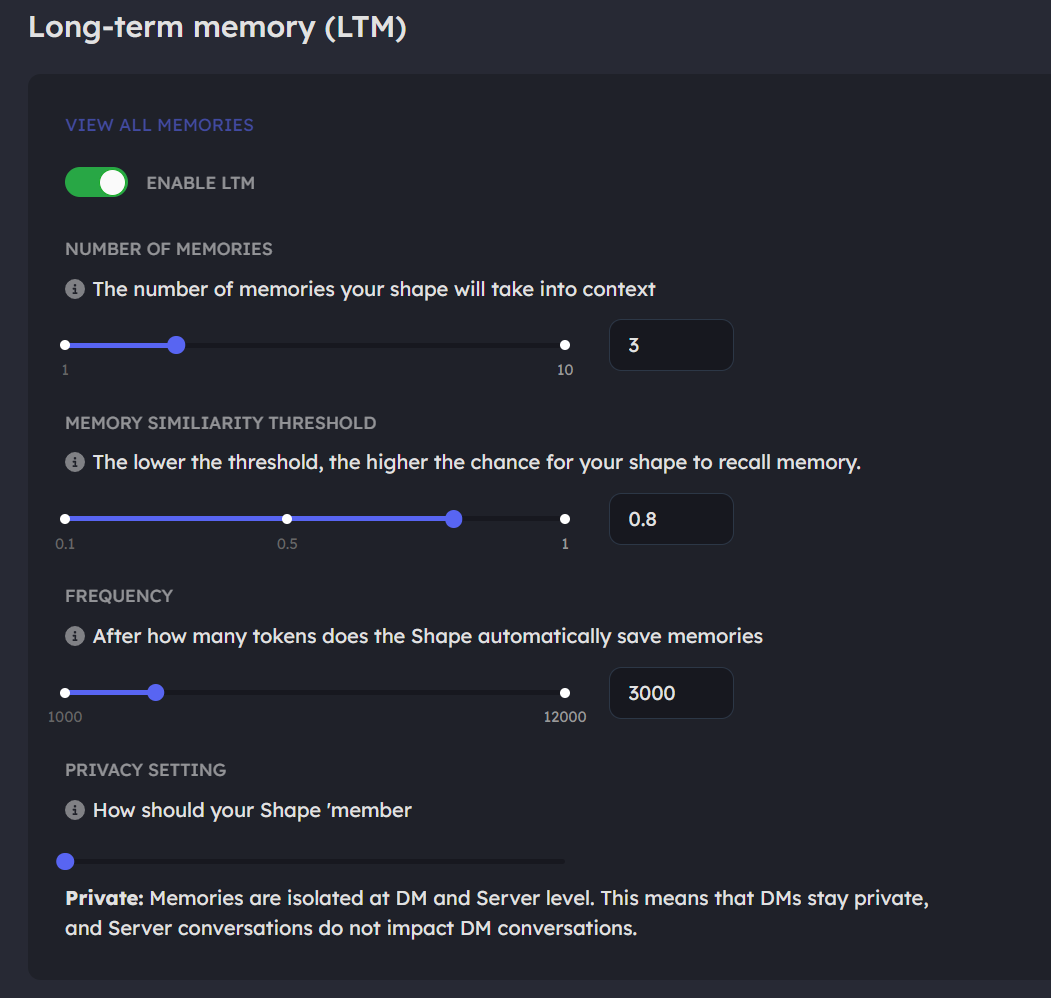 Long-term memory (LTM)
VIEW ALL MEMORIES
ENABLE LTM
NUMBER OF MEMORIES
The number of memories your shape will take into context
3
1
10
MEMORY SIMILIARITY THRESHOLD
The lower the threshold, the higher the chance for your shape to recall memory.
0.8
0.1
0.5
1
FREQUENCY
After how many tokens does the Shape automatically save memories
3000
1000
12000
PRIVACY SETTING
How should your Shape 'member
Private: Memories are isolated at DM and Server level. This means that DMs stay private,
and Server conversations do not impact DM conversations.